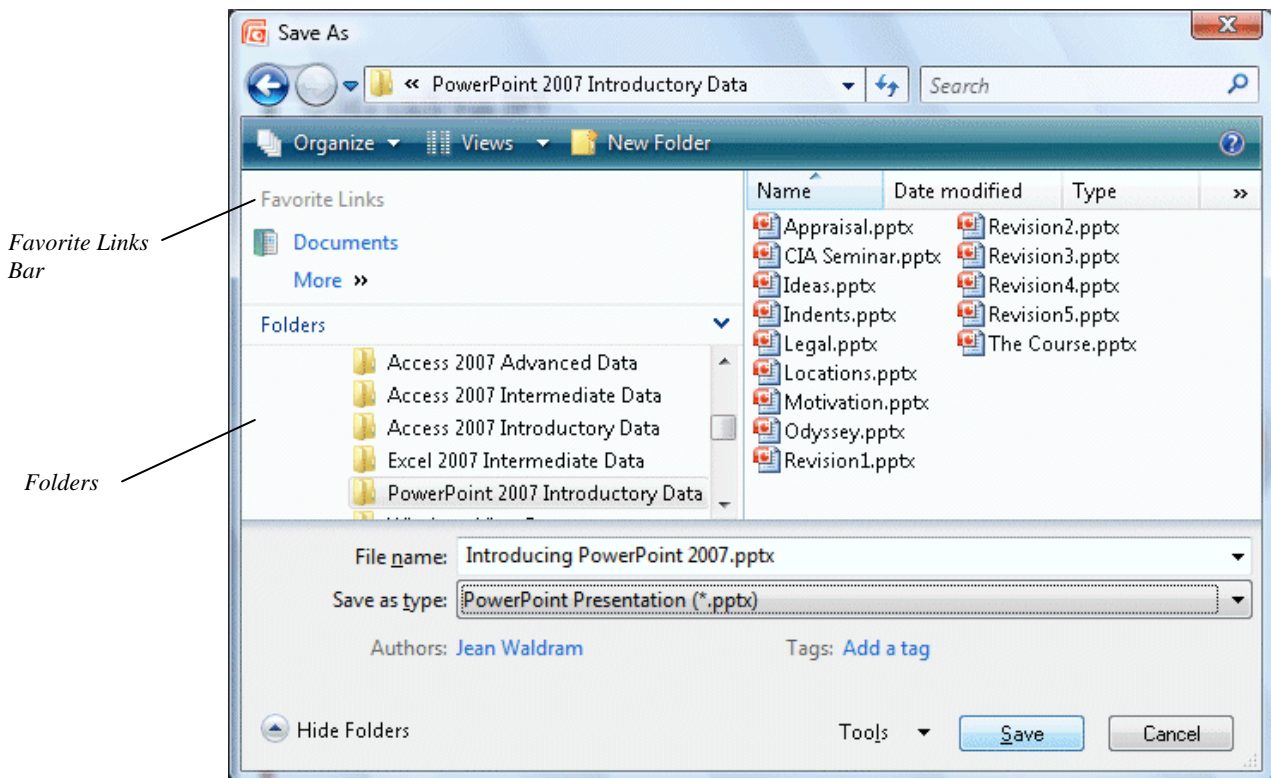 Save As
« PowerPoint 2007 Introductory Data
Search
Organize Views New Folder
Favorite Links
Documents
More »
Folders
Access 2007 Advanced Data
Access 2007 Intermediate Data
Access 2007 Introductory Data
Excel 2007 Intermediate Data
PowerPoint 2007 Introductory Data
Name Date modified Type »
Appraisal.pptx
CIA Seminar.pptx
Ideas.pptx
Indents.pptx
Legal.pptx
Locations.pptx
Motivation.pptx
Odyssey.pptx
Revision1.pptx
Revision2.pptx
Revision3.pptx
Revision4.pptx
Revision5.pptx
The Course.pptx
File name: Introducing PowerPoint 2007.pptx
Save as type: PowerPoint Presentation (*.pptx)
Authors: Jean Waldram Tags: Add a tag
Hide Folders Tools Save Cancel
Favorite Links
Bar
Folders